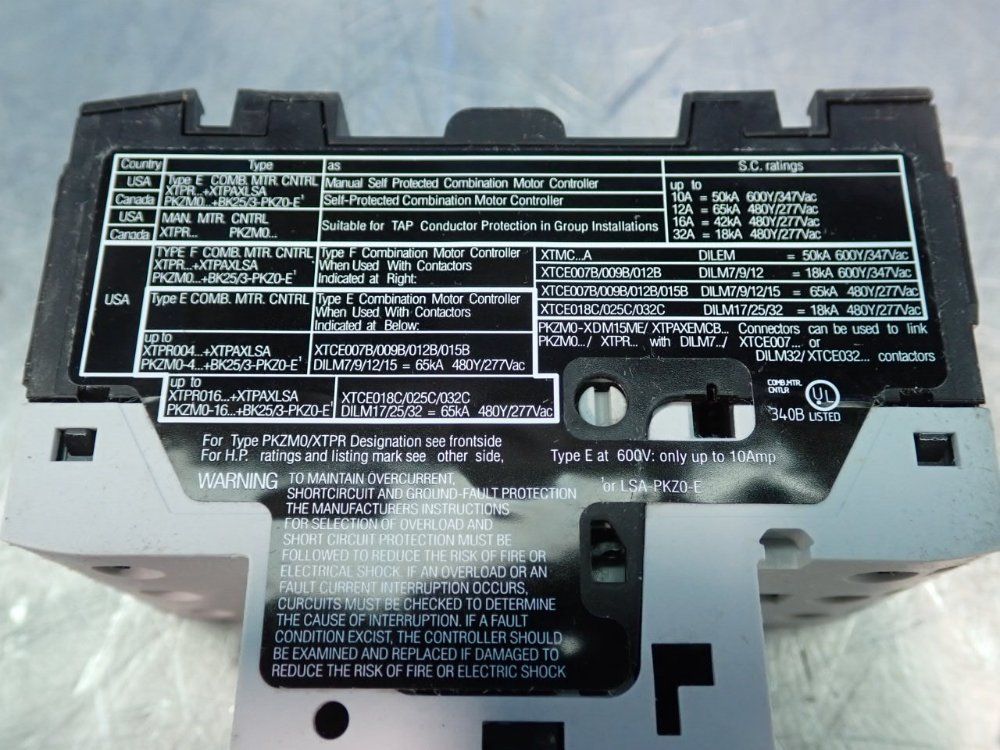 Country Type as S.C. ratings
USA Type E COMB. MTR. CNTRL Manual Self Protected Combination Motor Controller
XTPR...+XTPAXLSA
Canada PKZM0...+BK25/3-PKZ0-E¹ Self-Protected Combination Motor Controller
USA MAN. MTR. CNTRL Suitable for TAP Conductor Protection in Group Installations
Canada XTPR... PKZM0...
up to
10A = 50kA 600Y/347Vac
12A = 65kA 480Y/277Vac
16A = 42kA 480Y/277Vac
32A = 18kA 480Y/277Vac
USA
TYPE F COMBO. MTR. CNTRL
XTPR...+XTPAXLSA
PKZM0...+BK25/3-PKZ0-E¹
Type F Combination Motor Controller
When Used With Contactors
Indicated at Right:
XTMC...A DILEM = 50kA 600Y/347Vac
XTCE007B/009B/012B DILM7/9/12 = 18kA 600Y/347Vac
XTCE007B/009B/012B/015B DILM7/9/12/15 = 65kA 480Y/277Vac
XTCE018C/025C/032C DILM17/25/32 = 18kA 480Y/277Vac
Type E COMB. MTR. CNTRL
Type E Combination Motor Controller
When Used With Contactors
Indicated at Below:
PKZM0-XDM15ME/ XTPAXEMCB... Connectors can be used to link
PKZM0.../ XTPR... with DILM7.../ XTCE007... or
DILM32/XTCE032... contactors
up to
XTPR004...+XTPAXLSA
PKZM0-4...+BK25/3-PKZ0-E¹
XTCE007B/009B/012B/015B
DILM7/9/12/15 = 65kA 480Y/277Vac
up to
XTPR016...+XTPAXLSA
PKZM0-16...+BK25/3-PKZ0-E¹
XTCE018C/025C/032C
DILM17/25/32 = 65kA 480Y/277Vac
COMB.MTR.
CNTLR
UL
34.0B LISTED
For Type PKZM0/XTPR Designation see frontside
For H.P. ratings and listing mark see other side,
Type E at 600V: only up to 10Amp
¹or LSA-PKZ0-E
WARNING TO MAINTAIN OVERCURRENT,
SHORTCIRCUIT AND GROUND-FAULT PROTECTION
THE MANUFACTURERS INSTRUCTIONS
FOR SELECTION OF OVERLOAD AND
SHORT CIRCUIT PROTECTION MUST BE
FOLLOWED TO REDUCE THE RISK OF FIRE OR
ELECTRICAL SHOCK. IF AN OVERLOAD OR AN
FAULT CURRENT INTERRUPTION OCCURS,
CURCUITS MUST BE CHECKED TO DETERMINE
THE CAUSE OF INTERRUPTION. IF A FAULT
CONDITION EXCIST, THE CONTROLLER SHOULD
BE EXAMINED AND REPLACED IF DAMAGED TO
REDUCE THE RISK OF FIRE OR ELECTRIC SHOCK